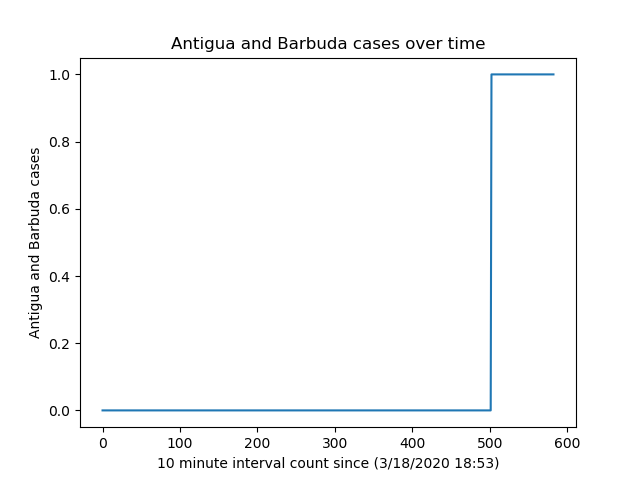 Antigua and Barbuda cases over time
1.0
0.8
0.6
0.4
0.2
0.0
Antigua and Barbuda cases
0 100 200 300 400 500 600
10 minute interval count since (3/18/2020 18:53)